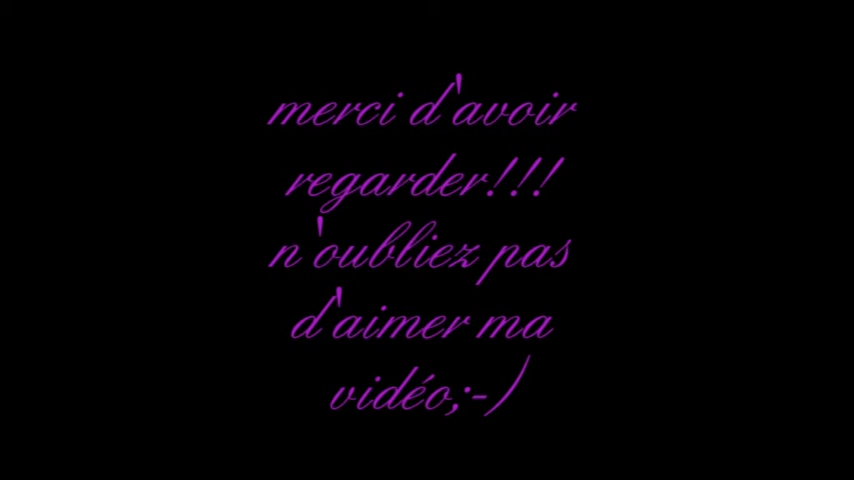 merci d'avoir
regarder!!!
n'oubliez pas
d'aimer ma
vidéo;-)